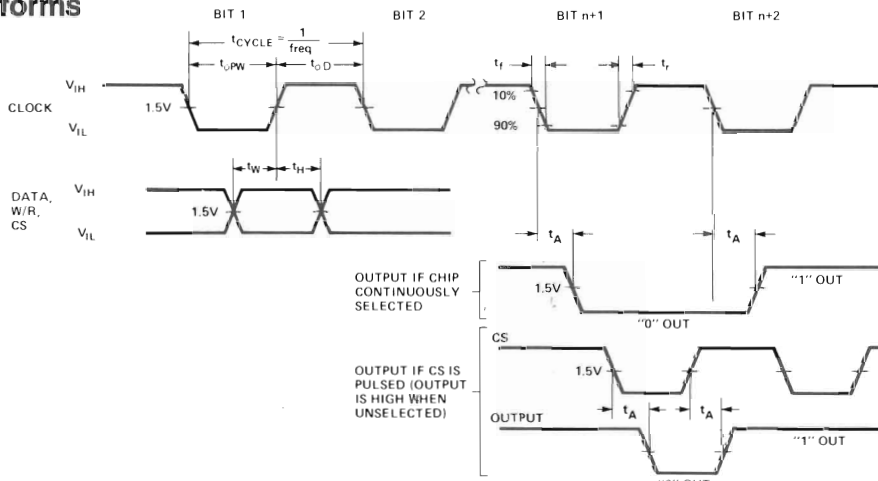 forms
BIT 1 BIT 2 BIT n+1 BIT n+2
tCYCLE = 1/freq
t⌀PW t⌀D tf tr
CLOCK VIH 1.5V VIL 10% 90%
tW tH
DATA, W/R, CS VIH 1.5V VIL
tA tA
OUTPUT IF CHIP
CONTINUOUSLY
SELECTED
1.5V "0" OUT "1" OUT
CS
OUTPUT IF CS IS
PULSED (OUTPUT
IS HIGH WHEN
UNSELECTED)
1.5V
tA tA
OUTPUT
"1" OUT
OUT